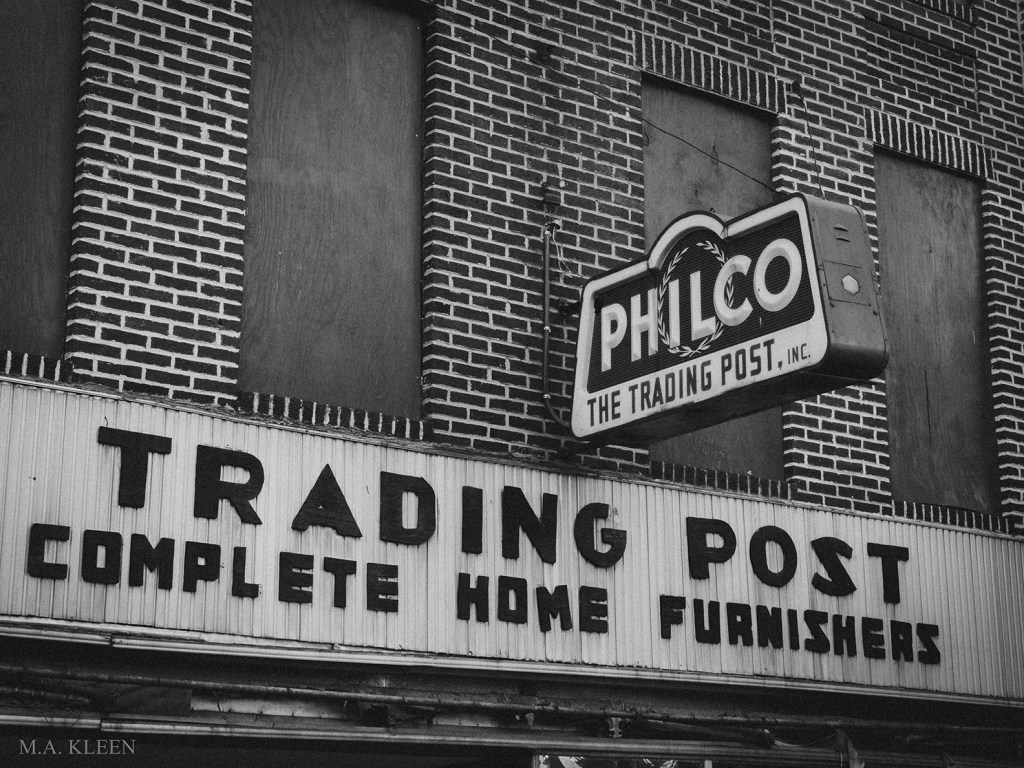 PHILCO
THE TRADING POST, INC.
TRADING POST
COMPLETE HOME FURNISHERS
M.A. KLEEN